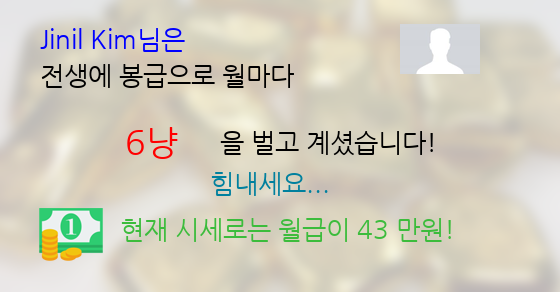 Jinil Kim님은
전생에 봉급으로 월마다
6냥 을 벌고 계셨습니다!
힘내세요...
1
현재 시세로는 월급이 43 만원!